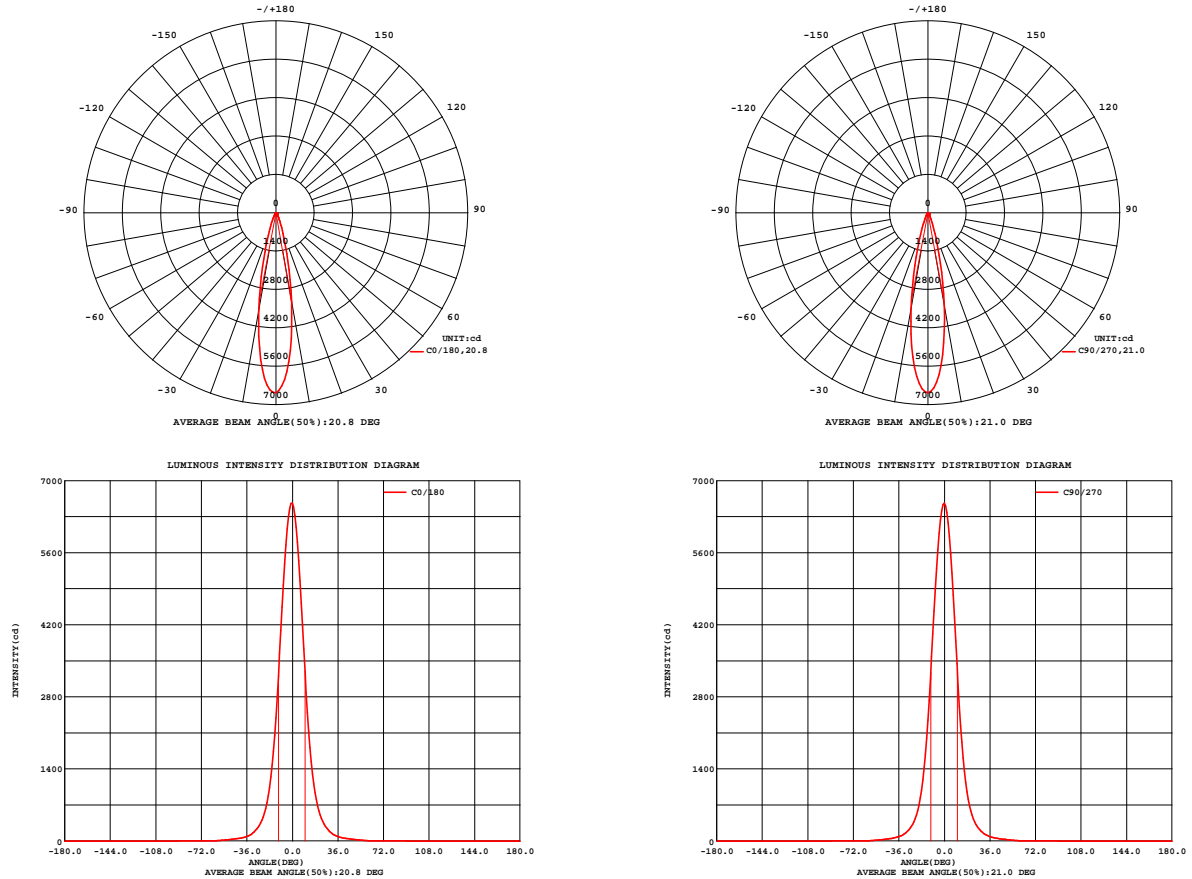 -/+180
-150
150
-120
120
-90
0
90
1400
2800
-60
4200
60
UNIT:cd
C0/180,20.8
5600
-30
30
7000
0
AVERAGE BEAM ANGLE(50%):20.8 DEG
-/+180
-150
150
-120
120
-90
0
90
1400
2800
-60
4200
60
UNIT:cd
C90/270,21.0
5600
-30
30
7000
0
AVERAGE BEAM ANGLE(50%):21.0 DEG
LUMINOUS INTENSITY DISTRIBUTION DIAGRAM
7000
C0/180
5600
4200
INTENSITY(cd)
2800
1400
0
-180.0 -144.0 -108.0 -72.0 -36.0 0.0 36.0 72.0 108.0 144.0 180.0
ANGLE(DEG)
AVERAGE BEAM ANGLE(50%):20.8 DEG
LUMINOUS INTENSITY DISTRIBUTION DIAGRAM
7000
C90/270
5600
4200
INTENSITY(cd)
2800
1400
0
-180.0 -144.0 -108.0 -72.0 -36.0 0.0 36.0 72.0 108.0 144.0 180.0
ANGLE(DEG)
AVERAGE BEAM ANGLE(50%):21.0 DEG